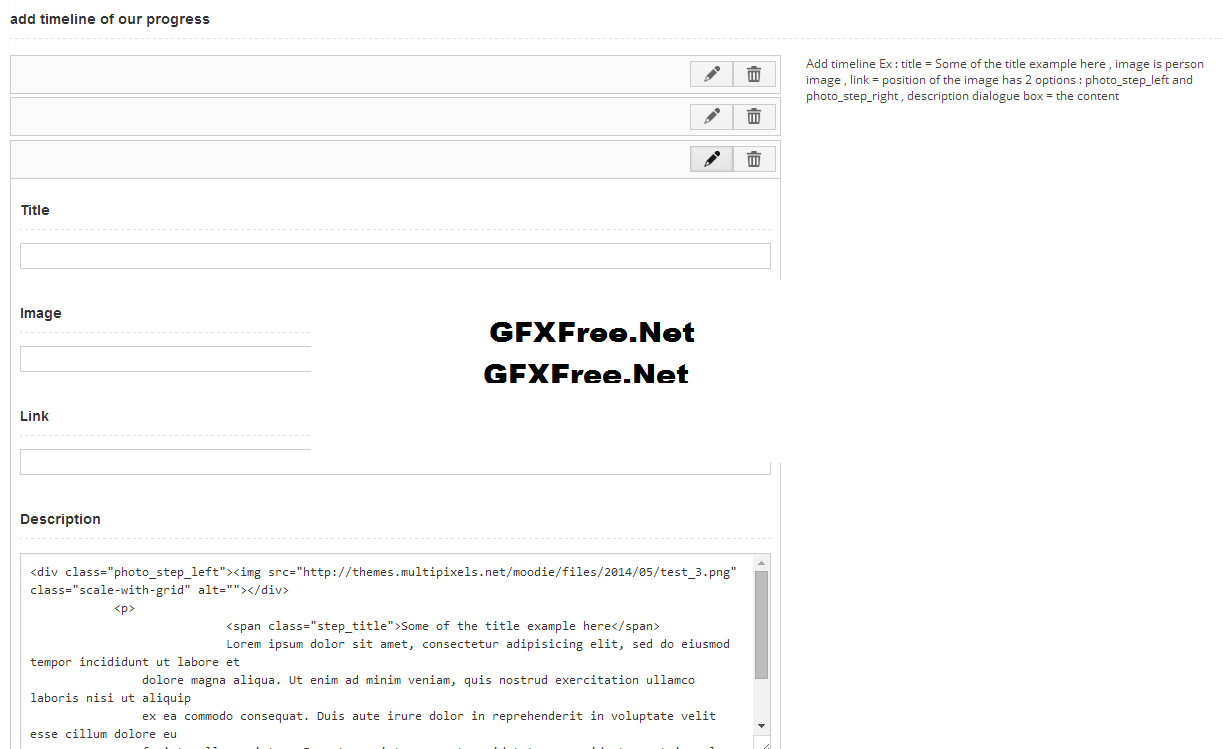 add timeline of our progress
Add timeline Ex : title = Some of the title example here , image is person
image , link = position of the image has 2 options : photo_step_left and
photo_step_right , description dialogue box = the content
Title
Image
GFXFree.Net
GFXFree.Net
Link
Description
<div class="photo_step_left"><img src="http://themes.multipixels.net/moodie/files/2014/05/test_3.png"
class="scale-with-grid" alt=""></div>
<p>
<span class="step_title">Some of the title example here</span>
Lorem ipsum dolor sit amet, consectetur adipisicing elit, sed do eiusmod
tempor incididunt ut labore et
dolore magna aliqua. Ut enim ad minim veniam, quis nostrud exercitation ullamco
laboris nisi ut aliquip
ex ea commodo consequat. Duis aute irure dolor in reprehenderit in voluptate velit
esse cillum dolore eu